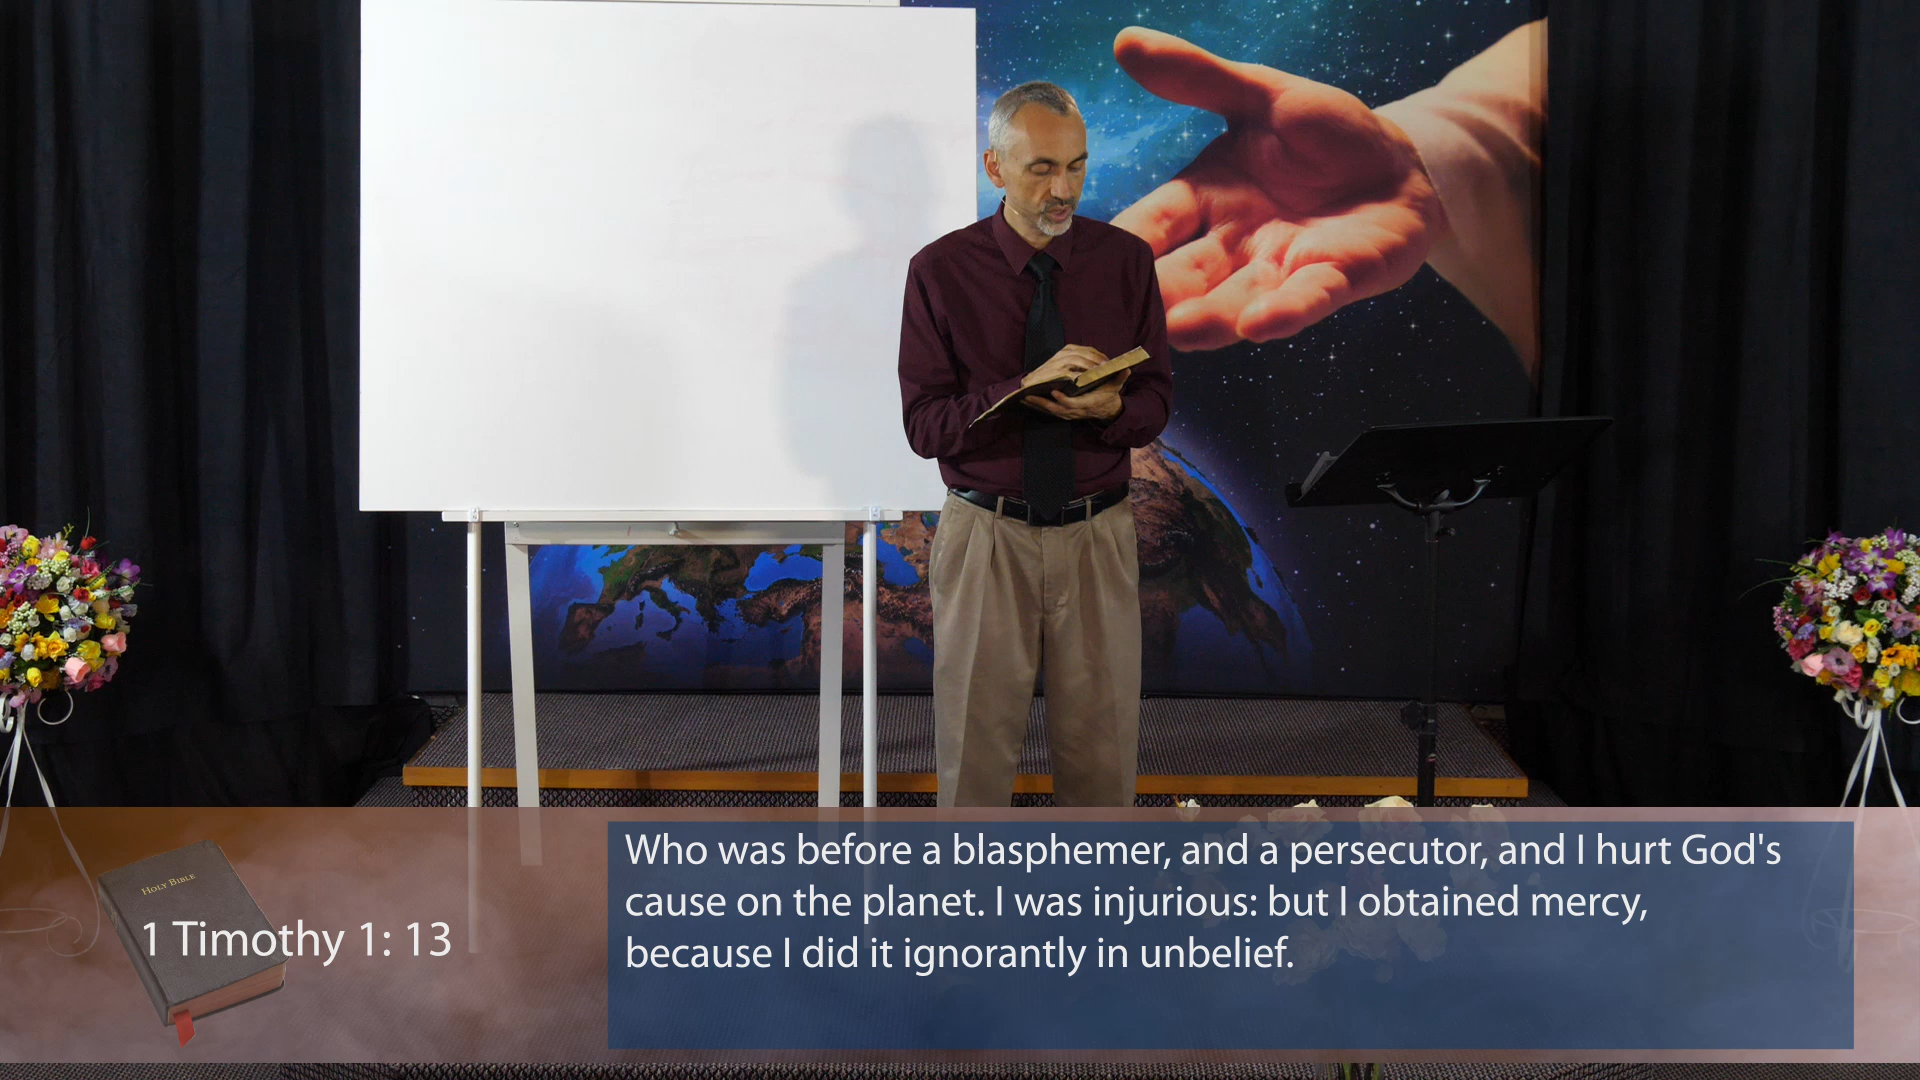 HOLY BIBLE
1 Timothy 1: 13
Who was before a blasphemer, and a persecutor, and I hurt God's
cause on the planet. I was injurious: but I obtained mercy,
because I did it ignorantly in unbelief.